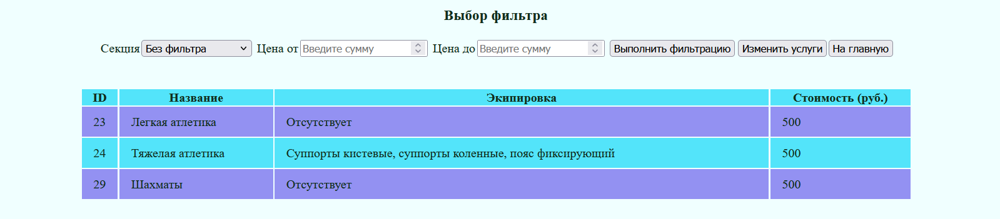 Выбор фильтра
Секция Без фильтра Цена от Введите сумму Цена до Введите сумму Выполнить фильтрацию Изменить услуги На главную
ID Название Экипировка Стоимость (руб.)
23 Легкая атлетика Отсутствует 500
24 Тяжелая атлетика Суппорты кистевые, суппорты коленные, пояс фиксирующий 500
29 Шахматы Отсутствует 500